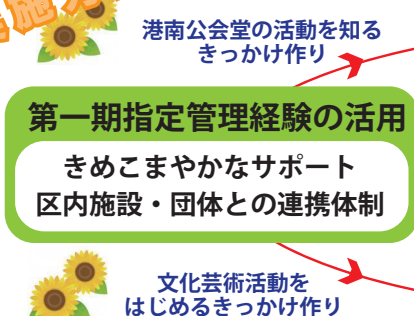 港南公会堂の活動を知る
きっかけ作り
第一期指定管理経験の活用
きめこまやかなサポート
区内施設・団体との連携体制
文化芸術活動を
はじめるきっかけ作り